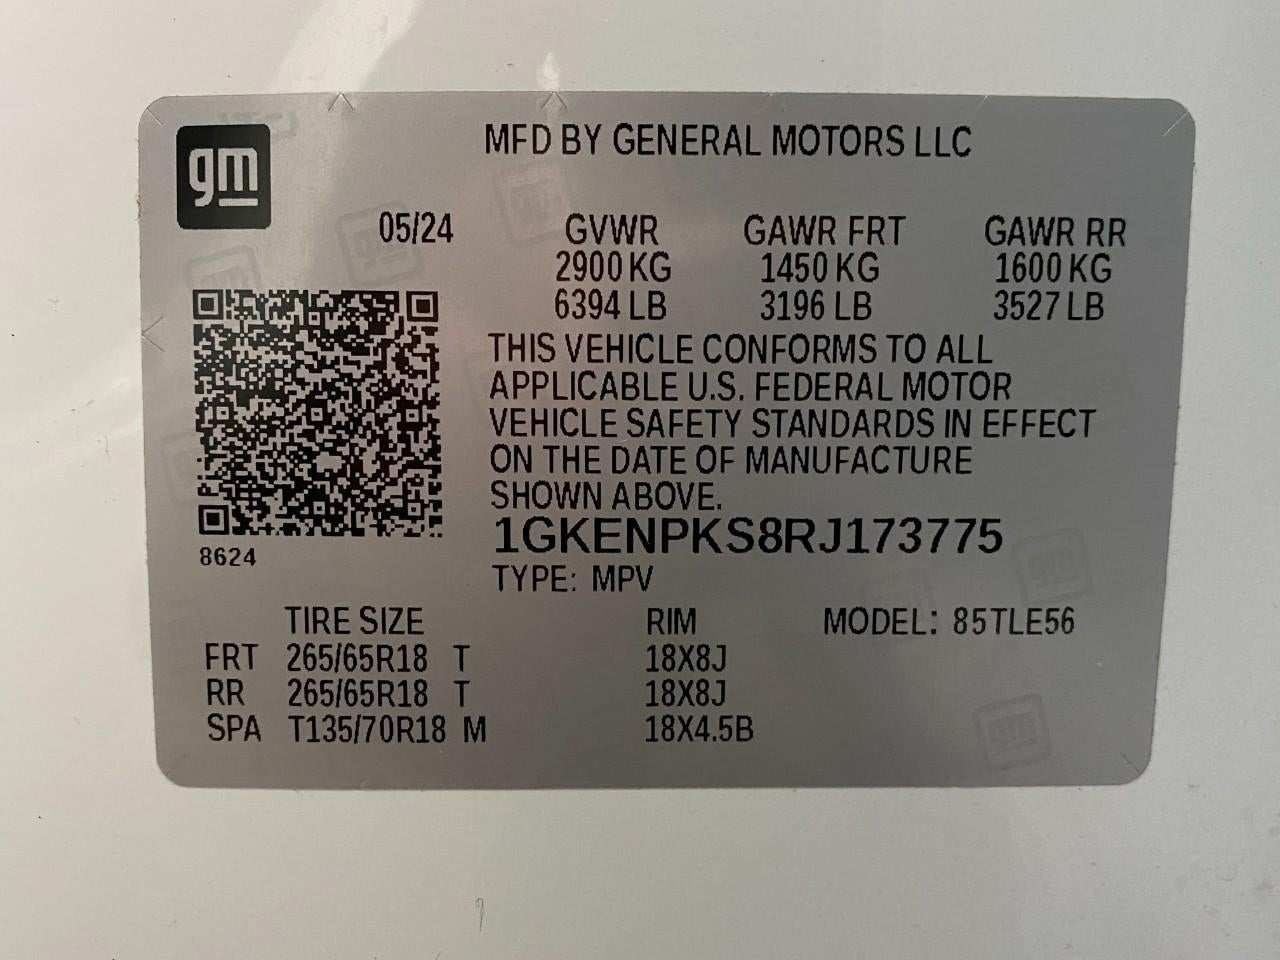 gm
MFD BY GENERAL MOTORS LLC
05/24 GVWR GAWR FRT GAWR RR
2900 KG 1450 KG 1600 KG
6394 LB 3196 LB 3527 LB
THIS VEHICLE CONFORMS TO ALL
APPLICABLE U.S. FEDERAL MOTOR
VEHICLE SAFETY STANDARDS IN EFFECT
ON THE DATE OF MANUFACTURE
SHOWN ABOVE.
1GKENPKS8RJ173775
8624
TYPE: MPV
TIRE SIZE RIM MODEL: 85TLE56
FRT 265/65R18 T 18X8J
RR 265/65R18 T 18X8J
SPA T135/70R18 M 18X4.5B